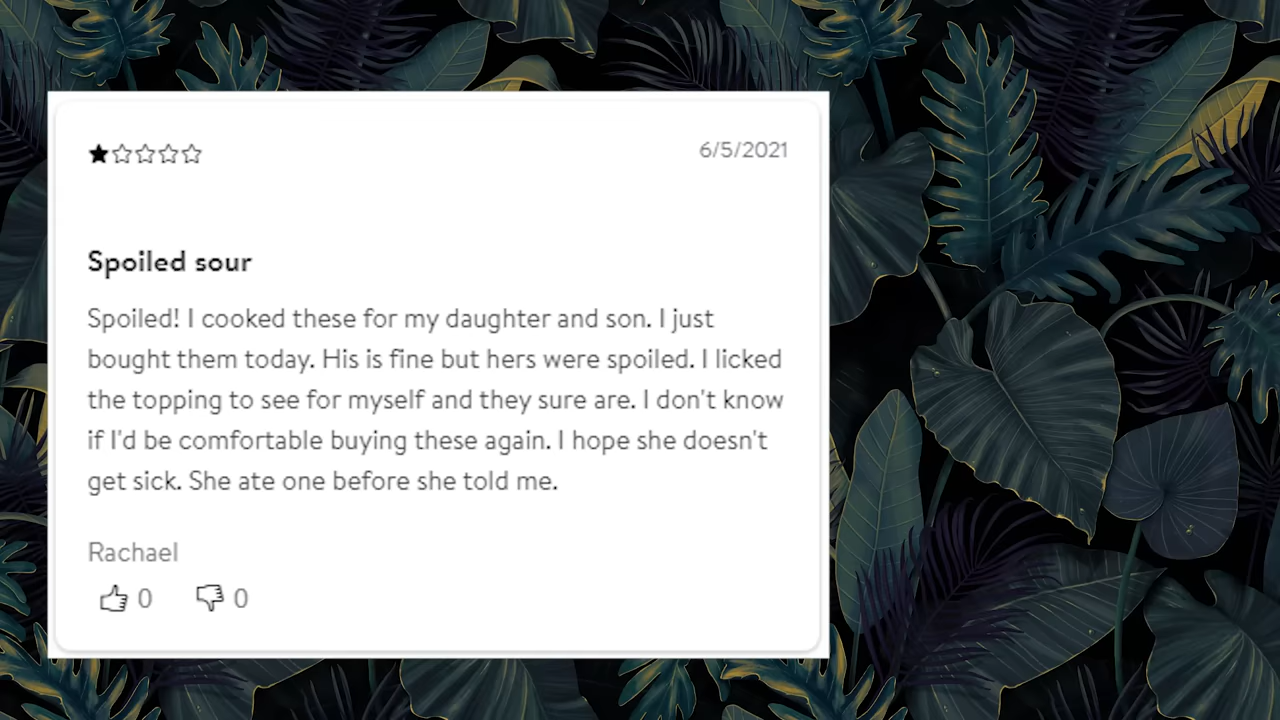 6/5/2021
Spoiled sour
Spoiled! I cooked these for my daughter and son. I just
bought them today. His is fine but hers were spoiled. I licked
the topping to see for myself and they sure are. I don't know
if I'd be comfortable buying these again. I hope she doesn't
get sick. She ate one before she told me.
Rachael
0 0